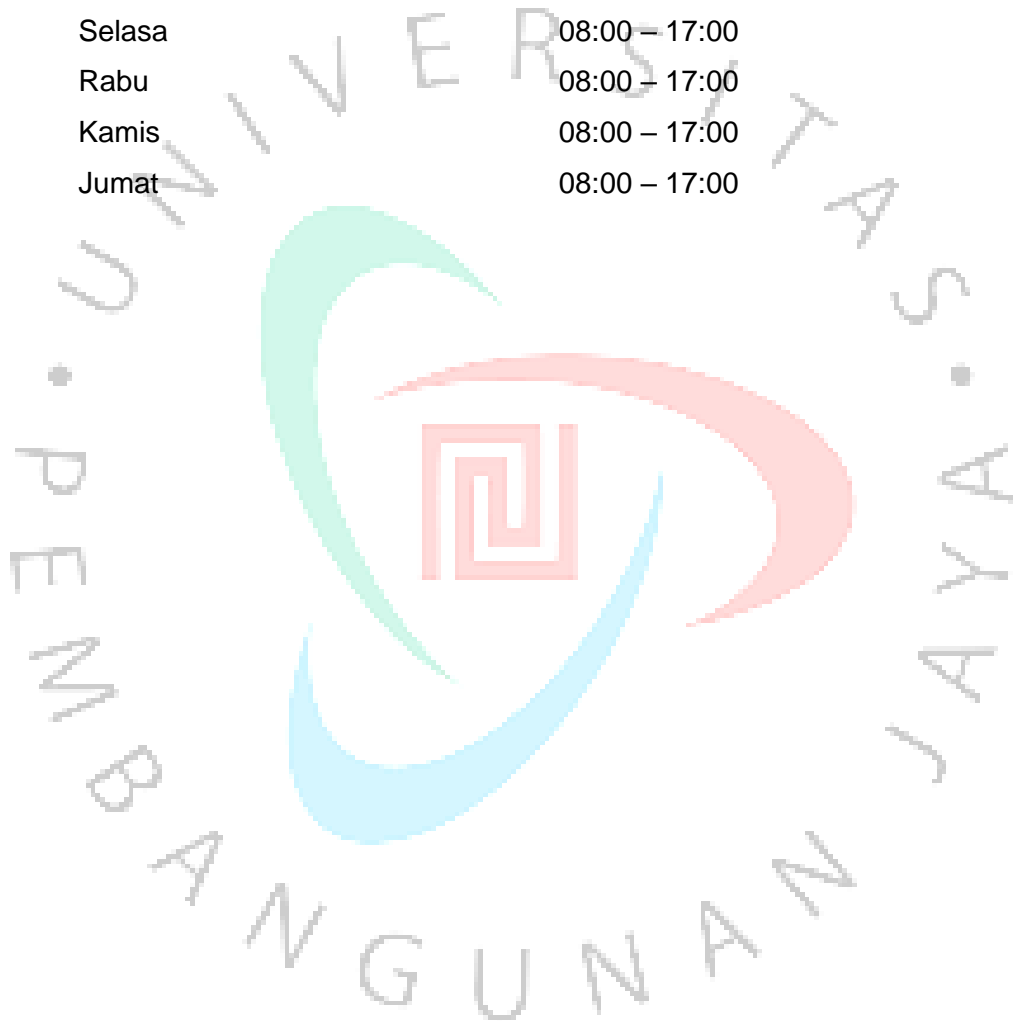 Selasa 08:00 – 17:00
Rabu 08:00 – 17:00
Kamis 08:00 – 17:00
Jumat 08:00 – 17:00
UNIVERSITAS
• PEMBANGUNAN JAYA •